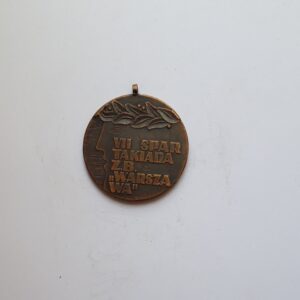 VII SPAR
TAKIADA
Z.B.
„WARSZA
WA"